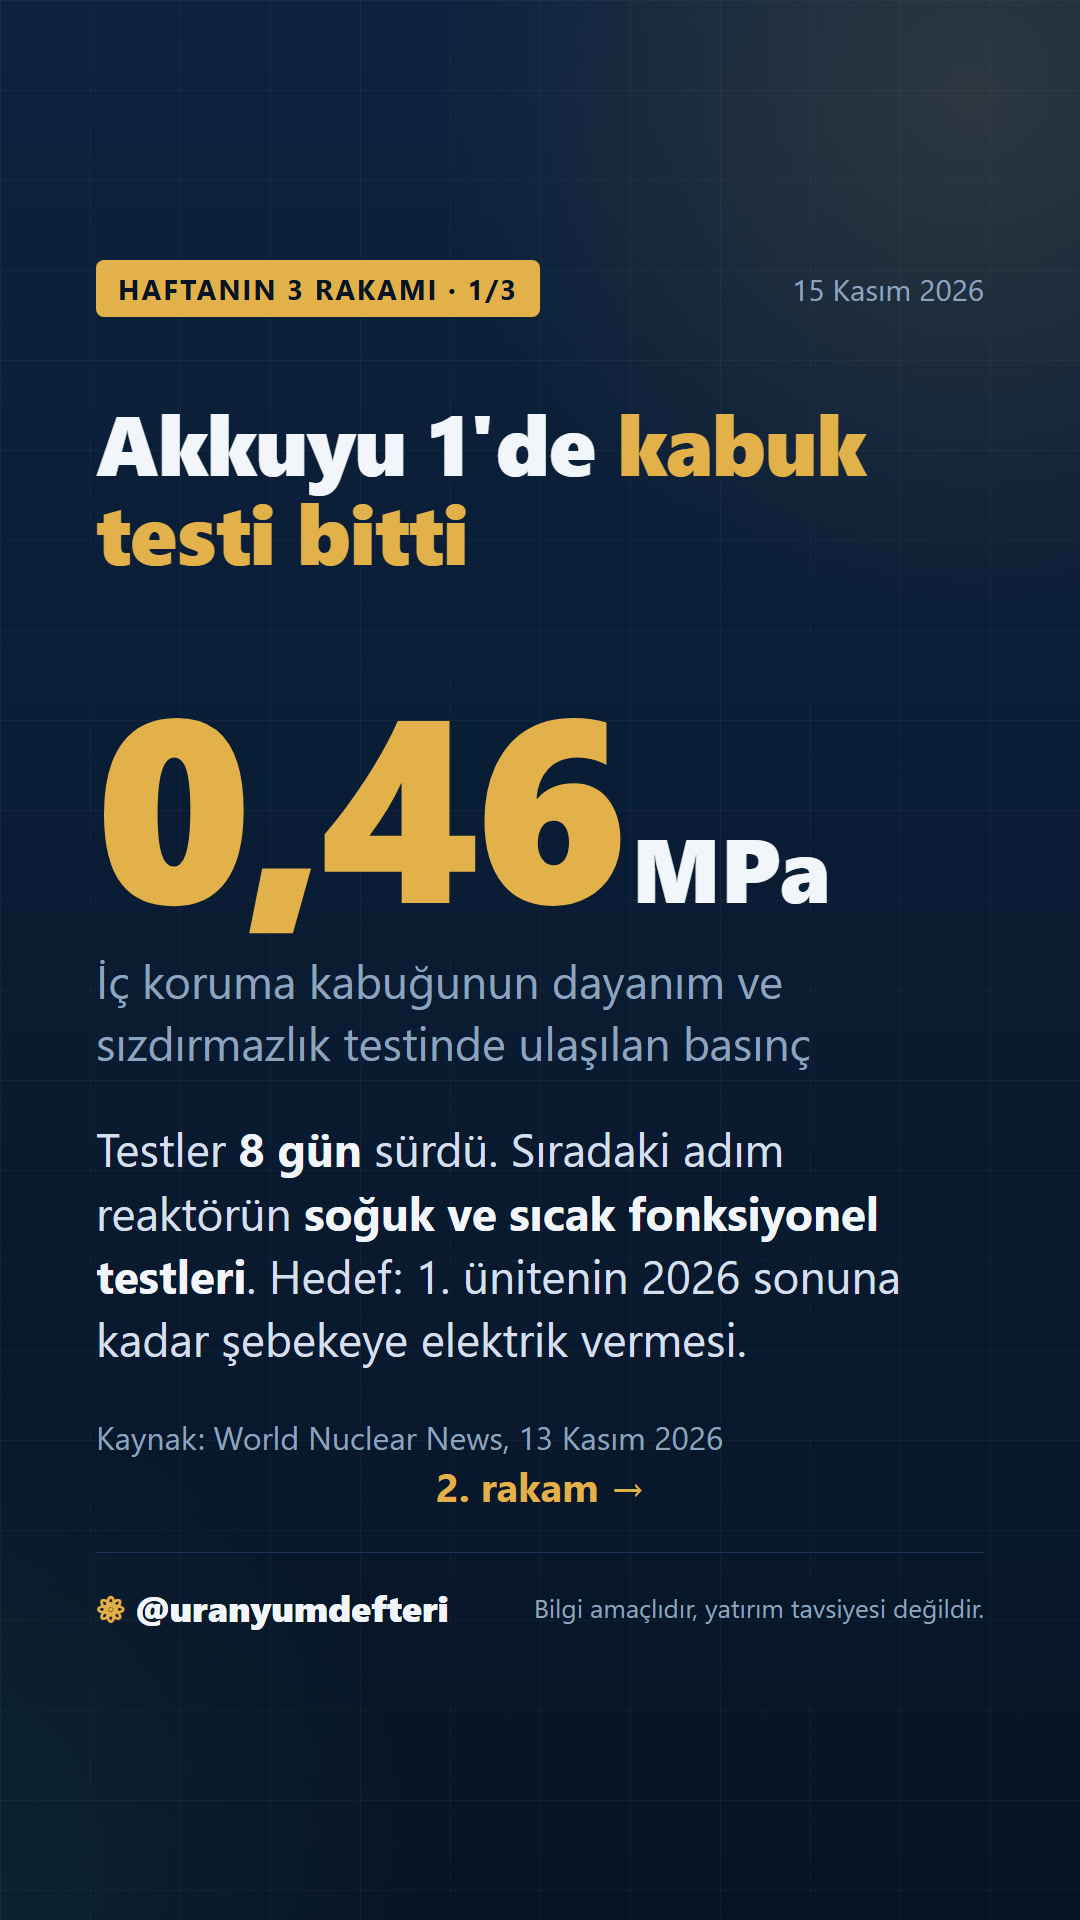 HAFTANIN 3 RAKAMI · 1/3
15 Kasım 2026
Akkuyu 1'de kabuk
testi bitti
0,46 MPa
İç koruma kabuğunun dayanım ve
sızdırmazlık testinde ulaşılan basınç
Testler 8 gün sürdü. Sıradaki adım
reaktörün soğuk ve sıcak fonksiyonel
testleri. Hedef: 1. ünitenin 2026 sonuna
kadar şebekeye elektrik vermesi.
Kaynak: World Nuclear News, 13 Kasım 2026
2. rakam →
@uranyumdefteri
Bilgi amaçlıdır, yatırım tavsiyesi değildir.